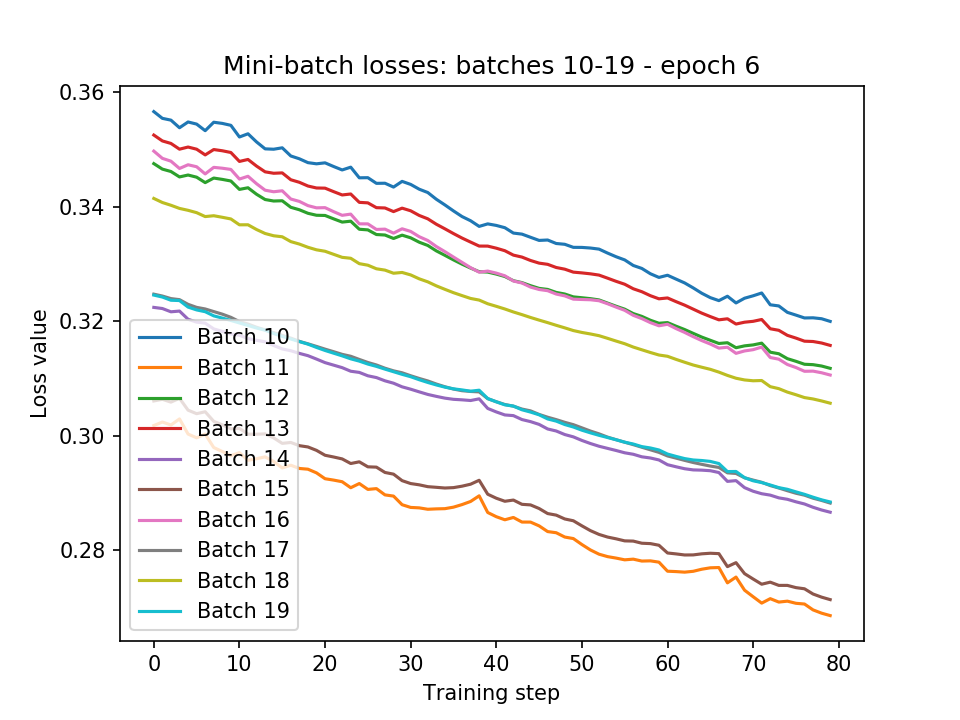 Mini-batch losses: batches 10-19 - epoch 6
0.36
0.34
0.32
0.30
0.28
Loss value
Batch 10
Batch 11
Batch 12
Batch 13
Batch 14
Batch 15
Batch 16
Batch 17
Batch 18
Batch 19
0 10 20 30 40 50 60 70 80
Training step